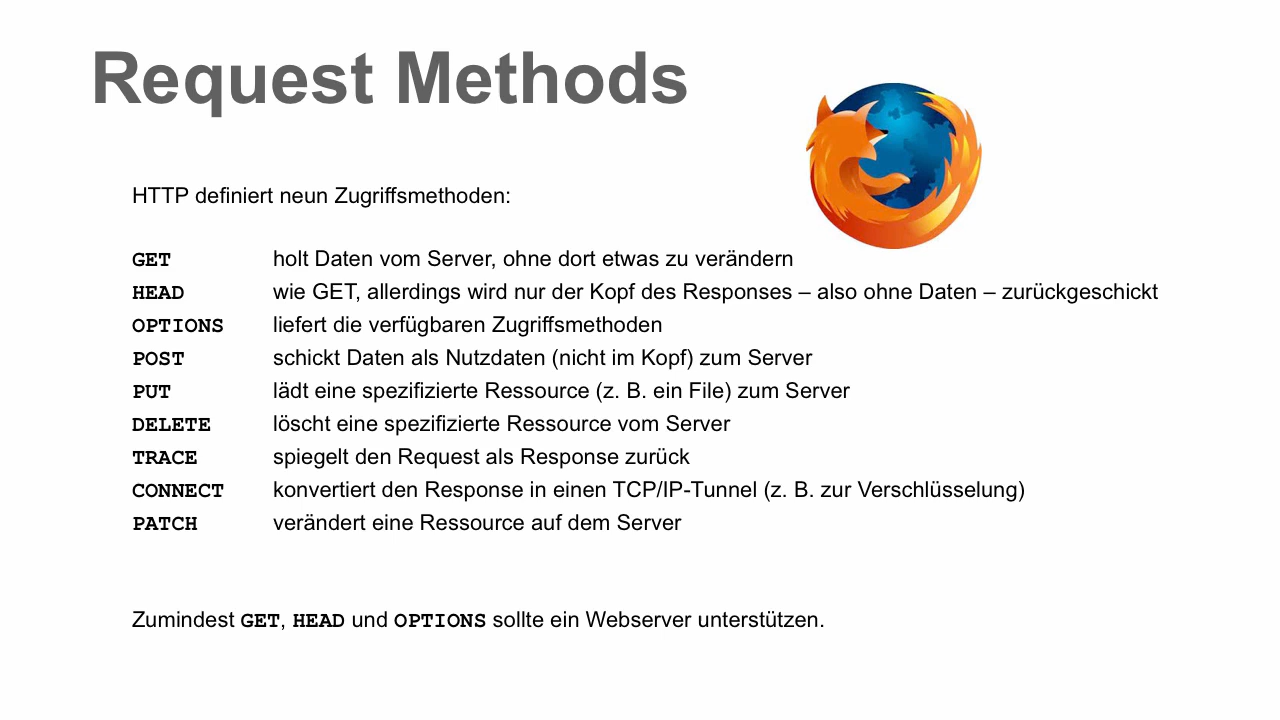 Request Methods
HTTP definiert neun Zugriffsmethoden:
GET holt Daten vom Server, ohne dort etwas zu verändern
HEAD wie GET, allerdings wird nur der Kopf des Responses – also ohne Daten – zurückgeschickt
OPTIONS liefert die verfügbaren Zugriffsmethoden
POST schickt Daten als Nutzdaten (nicht im Kopf) zum Server
PUT lädt eine spezifizierte Ressource (z. B. ein File) zum Server
DELETE löscht eine spezifizierte Ressource vom Server
TRACE spiegelt den Request als Response zurück
CONNECT konvertiert den Response in einen TCP/IP-Tunnel (z. B. zur Verschlüsselung)
PATCH verändert eine Ressource auf dem Server
Zumindest GET, HEAD und OPTIONS sollte ein Webserver unterstützen.